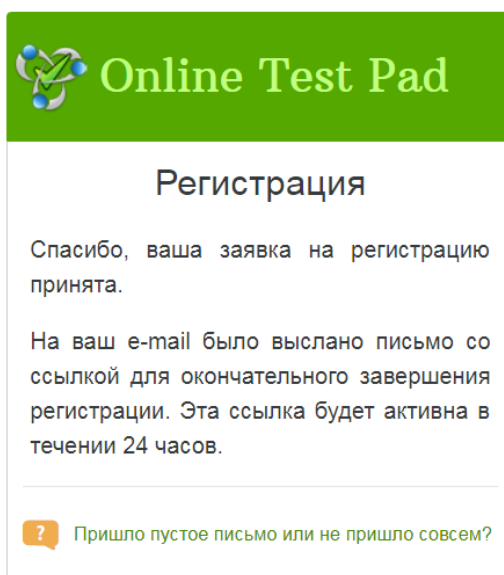 Online Test Pad
Регистрация
Спасибо, ваша заявка на регистрацию
принята.
На ваш e-mail было выслано письмо со
ссылкой для окончательного завершения
регистрации. Эта ссылка будет активна в
течении 24 часов.
? Пришло пустое письмо или не пришло совсем?